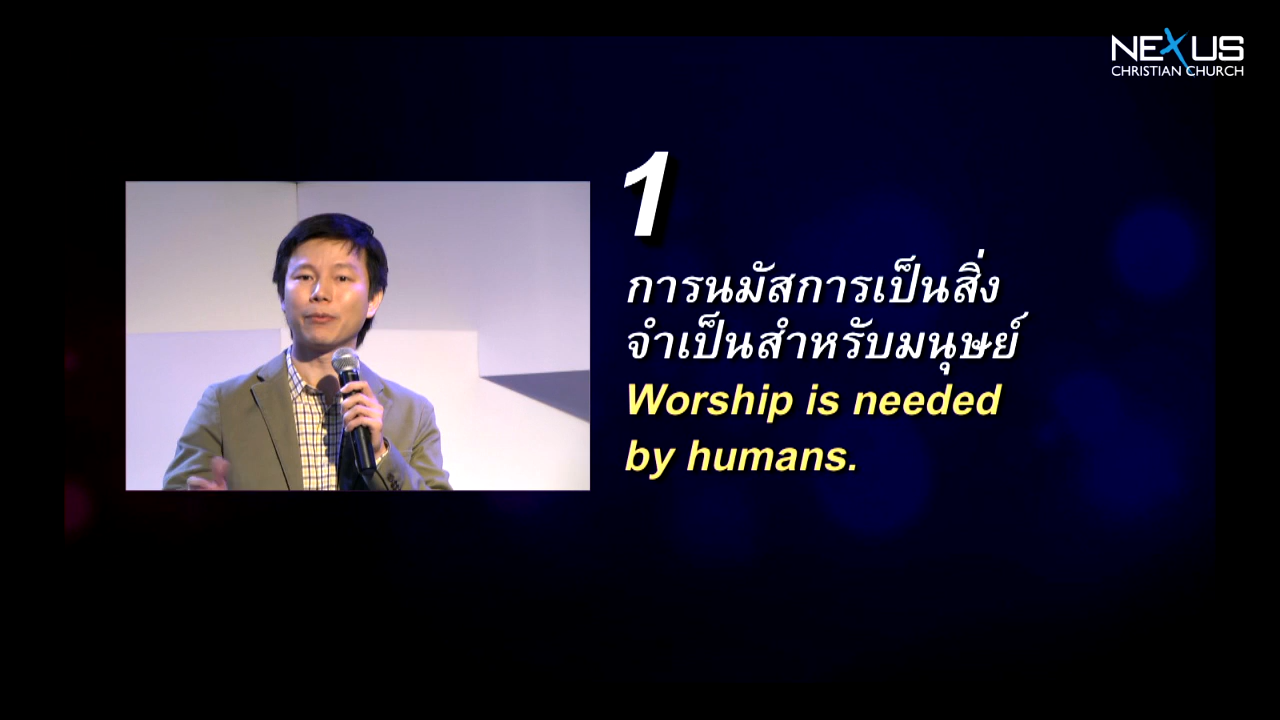 NEXUS
CHRISTIAN CHURCH
1
การนมัสการเป็นสิ่ง
จำเป็นสำหรับมนุษย์
Worship is needed
by humans.